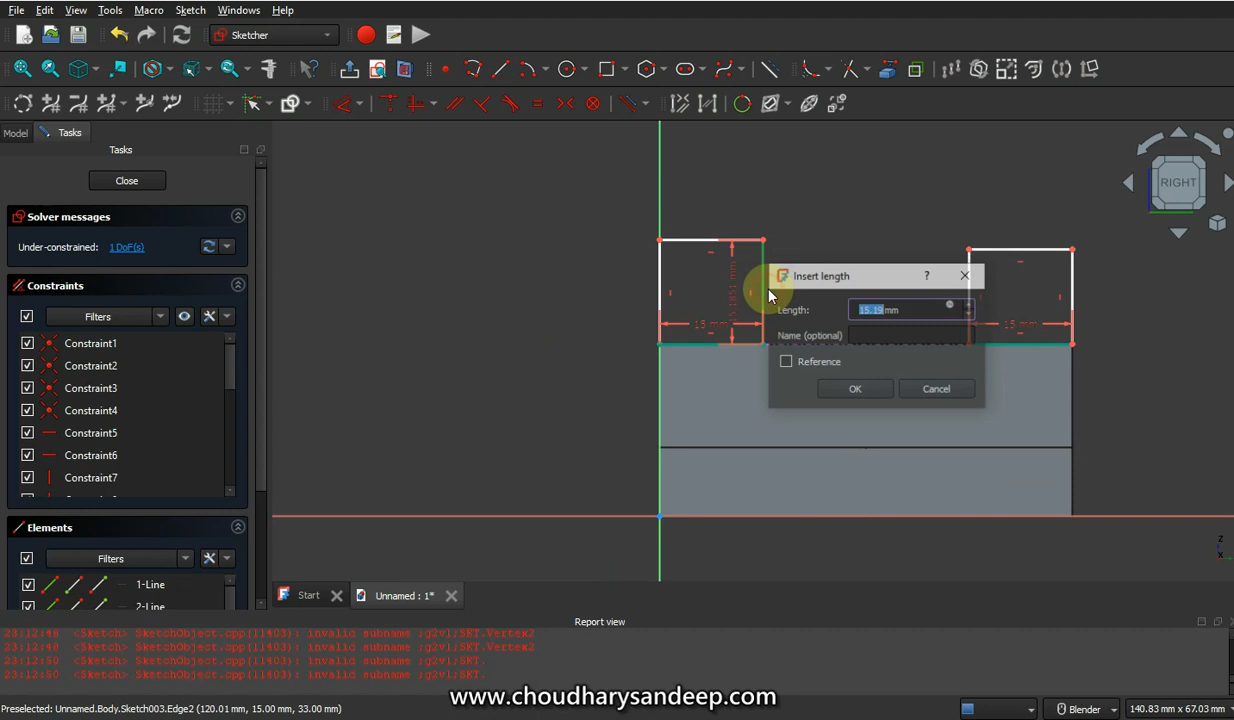 File Edit View Tools Macro Sketch Windows Help
Sketcher
Model Tasks
Tasks
Close
Solver messages
Under-constrained: 1 DoF(s)
Constraints
Filters
Constraint1
Constraint2
Constraint3
Constraint4
Constraint5
Constraint6
Constraint7
Elements
Filters
1-Line
2-Line
RIGHT
15 mm
15 mm
Insert length ?
Length: 15.19 mm
Name (optional)
Reference
OK Cancel
Z
X
Start Unnamed : 1*
Report view
23:12:48 <Sketch> SketchObject.cpp(11403): invalid subname ;g2v1;SKT.Vertex2
23:12:48 <Sketch> SketchObject.cpp(11403): invalid subname ;g2v1;SKT.Vertex2
23:12:50 <Sketch> SketchObject.cpp(11403): invalid subname ;g2v1;SKT.
23:12:50 <Sketch> SketchObject.cpp(11403): invalid subname ;g2v1;SKT.
www.choudharysandeep.com
Preselected: Unnamed.Body.Sketch003.Edge2 (120.01 mm, 15.00 mm, 33.00 mm) Blender 140.83 mm x 67.03 mm